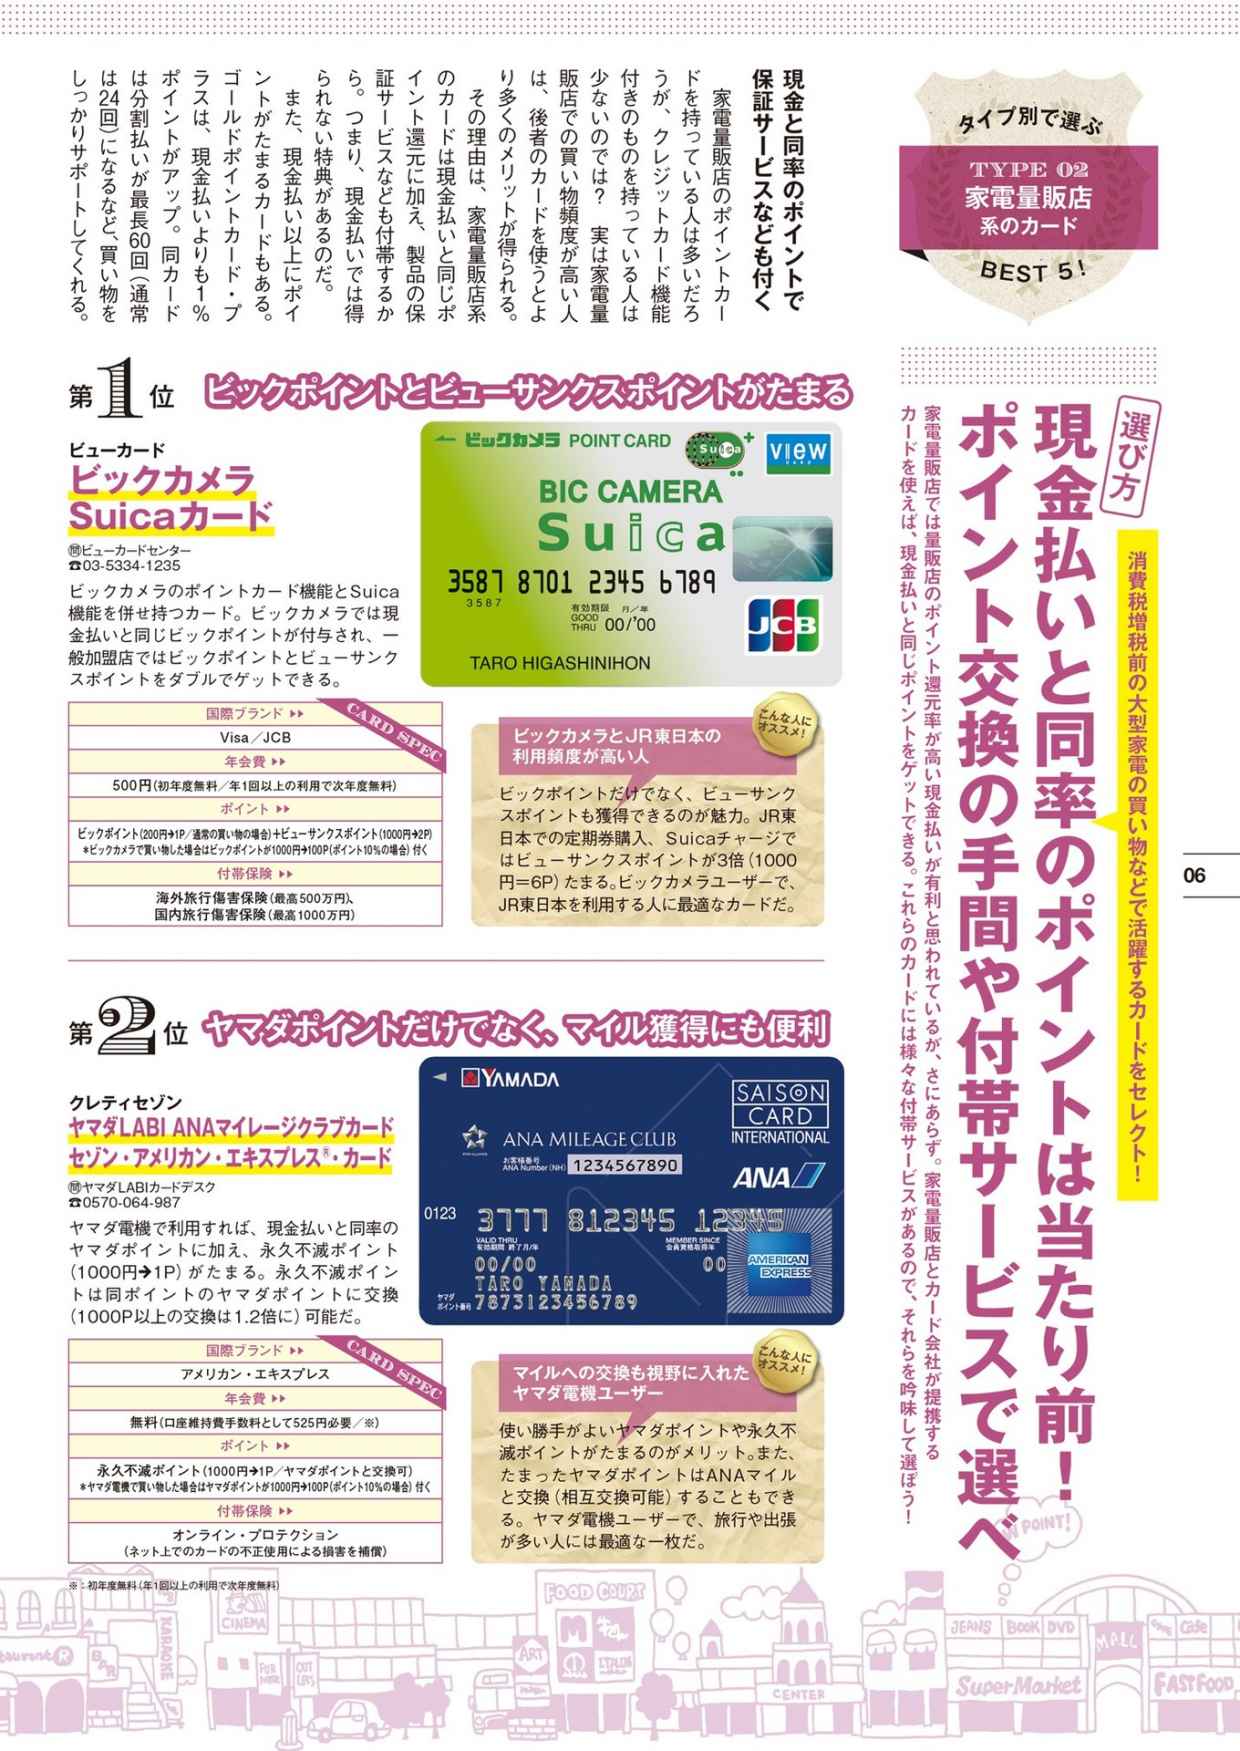 タイプ別で選ぶ
TYPE 02
家電量販店
系のカード
BEST 5!
選び方
消費税増税前の大型家電の買い物などで活躍するカードをセレクト！
現金払いと同率のポイントは当たり前！
ポイント交換の手間や付帯サービスで選べ
家電量販店では量販店のポイント還元率が高い現金払いが有利と思われているが、さにあらず。家電量販店とカード会社が提携する
カードを使えば、現金払いと同じポイントをゲットできる。これらのカードには様々な付帯サービスがあるので、それらを吟味して選ぼう！
現金と同率のポイントで
保証サービスなども付く
家電量販店のポイントカー
ドを持っている人は多いだろ
うが、クレジットカード機能
付きのものを持っている人は
少ないのでは？　実は家電量
販店での買い物頻度が高い人
は、後者のカードを使うとよ
り多くのメリットが得られる。
その理由は、家電量販店系
のカードは現金払いと同じポ
イント還元に加え、製品の保
証サービスなども付帯するか
ら。つまり、現金払いでは得
られない特典があるのだ。
また、現金払い以上にポイ
ントがたまるカードもある。
ゴールドポイントカード・プ
ラスは、現金払いよりも1％
ポイントがアップ。同カード
は分割払いが最長60回（通常
は24回）になるなど、買い物を
しっかりサポートしてくれる。
第1位 ビックポイントとビューサンクスポイントがたまる
ビューカード
ビックカメラ
Suicaカード
㉄ビューカードセンター
☎03-5334-1235
ビックカメラのポイントカード機能とSuica
機能を併せ持つカード。ビックカメラでは現
金払いと同じビックポイントが付与され、一
般加盟店ではビックポイントとビューサンク
スポイントをダブルでゲットできる。
ビックカメラ POINT CARD
Suica
VIEW
CARD
BIC CAMERA
Suica
3587 8701 2345 6789
3587
有効期限 月／年
GOOD
THRU 00/'00
JCB
TARO HIGASHINIHON
CARD SPEC
国際ブランド ▶▶
Visa／JCB
年会費 ▶▶
500円（初年度無料／年1回以上の利用で次年度無料）
ポイント ▶▶
ビックポイント（200円➔1P／通常の買い物の場合）＋ビューサンクスポイント（1000円➔2P）
＊ビックカメラで買い物した場合はビックポイントが1000円➔100P（ポイント10％の場合）付く
付帯保険 ▶▶
海外旅行傷害保険（最高500万円）、
国内旅行傷害保険（最高1000万円）
こんな人に
オススメ！
ビックカメラとJR東日本の
利用頻度が高い人
ビックポイントだけでなく、ビューサンク
スポイントも獲得できるのが魅力。JR東
日本での定期券購入、Suicaチャージで
はビューサンクスポイントが3倍（1000
円＝6P）たまる。ビックカメラユーザーで、
JR東日本を利用する人に最適なカードだ。
第2位 ヤマダポイントだけでなく、マイル獲得にも便利
クレディセゾン
ヤマダLABI ANAマイレージクラブカード
セゾン・アメリカン・エキスプレス®・カード
㉄ヤマダLABIカードデスク
☎0570-064-987
ヤマダ電機で利用すれば、現金払いと同率の
ヤマダポイントに加え、永久不滅ポイント
（1000円➔1P）がたまる。永久不滅ポイン
トは同ポイントのヤマダポイントに交換
（1000P以上の交換は1.2倍に）可能だ。
YAMADA
SAISON
CARD
INTERNATIONAL
ANA MILEAGE CLUB
お客様番号
ANA Number (NH) 1234567890
ANA
0123
3777 812345 12345
VALID THRU
有効期限 終了月/年
MEMBER SINCE
会員資格取得年
00/00
00
TARO YAMADA
ヤマダ
ポイント番号 7873123456789
AMERICAN
EXPRESS
CARD SPEC
国際ブランド ▶▶
アメリカン・エキスプレス
年会費 ▶▶
無料（口座維持費手数料として525円必要／※）
ポイント ▶▶
永久不滅ポイント（1000円➔1P／ヤマダポイントと交換可）
＊ヤマダ電機で買い物した場合はヤマダポイントが1000円➔100P（ポイント10％の場合）付く
付帯保険 ▶▶
オンライン・プロテクション
（ネット上でのカードの不正使用による損害を補償）
※：初年度無料（年1回以上の利用で次年度無料）
こんな人に
オススメ！
マイルへの交換も視野に入れた
ヤマダ電機ユーザー
使い勝手がよいヤマダポイントや永久不
滅ポイントがたまるのがメリット。また、
たまったヤマダポイントはANAマイル
と交換（相互交換可能）することもでき
る。ヤマダ電機ユーザーで、旅行や出張
が多い人には最適な一枚だ。
06
POINT!
FOOD COURT
CINEMA
KARAOKE
BAR
OUTLETS
ART
CENTER
JEANS BOOK DVD
MALL
Cafe
SuperMarket
FAST FOOD